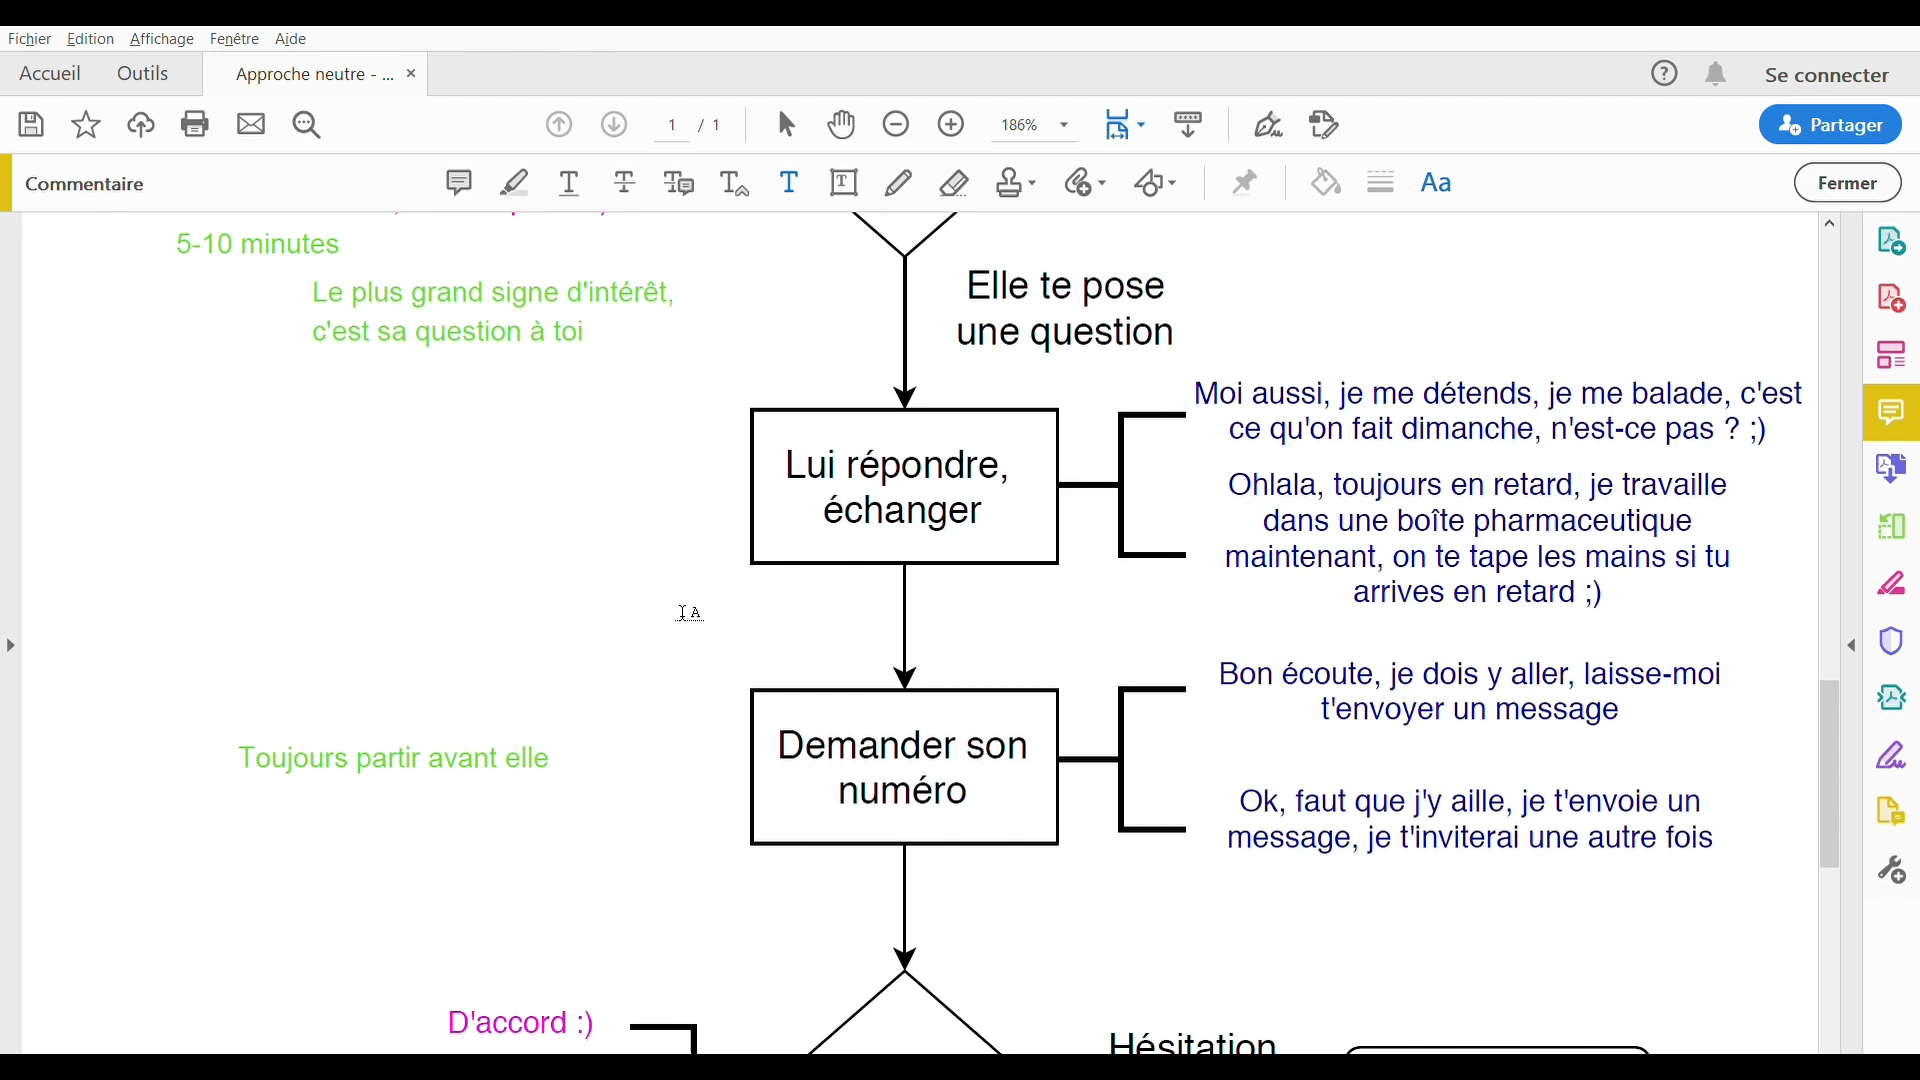 Fichier Edition Affichage Fenêtre Aide
Accueil Outils Approche neutre - ... × Se connecter
1 / 1 186% Partager
Commentaire Aa Fermer
5-10 minutes
Le plus grand signe d'intérêt,
c'est sa question à toi
Elle te pose
une question
Lui répondre,
échanger
Moi aussi, je me détends, je me balade, c'est
ce qu'on fait dimanche, n'est-ce pas ? ;)
Ohlala, toujours en retard, je travaille
dans une boîte pharmaceutique
maintenant, on te tape les mains si tu
arrives en retard ;)
Toujours partir avant elle
Demander son
numéro
Bon écoute, je dois y aller, laisse-moi
t'envoyer un message
Ok, faut que j'y aille, je t'envoie un
message, je t'inviterai une autre fois
D'accord :)
Hésitation